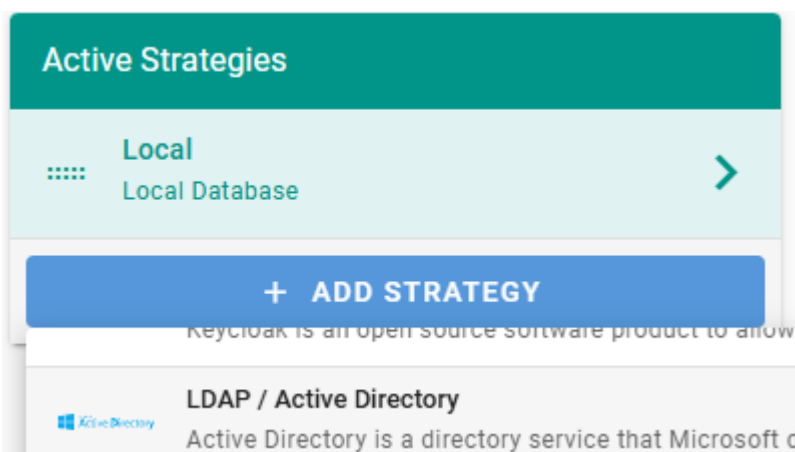 Active Strategies
Local
Local Database
+ ADD STRATEGY
Keycloak is an open source software product to allow
LDAP / Active Directory
Active Directory
Active Directory is a directory service that Microsoft d